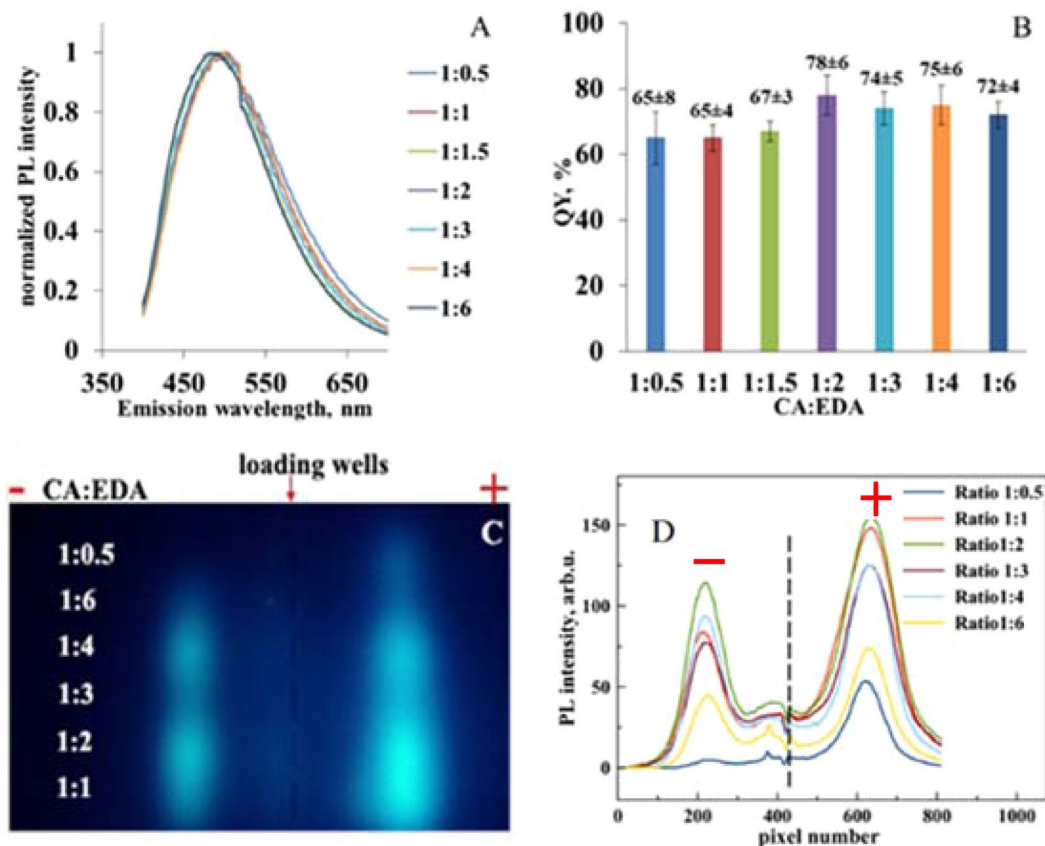 A
normalized PL intensity
1
0.8
0.6
0.4
0.2
0
350
450
550
650
Emission wavelength, nm
1:0.5
1:1
1:1.5
1:2
1:3
1:4
1:6
B
QY, %
100
80
60
40
20
0
65±8
65±4
67±3
78±6
74±5
75±6
72±4
1:0.5 1:1 1:1.5 1:2 1:3 1:4 1:6
CA:EDA
loading wells
- CA:EDA +
C
1:0.5
1:6
1:4
1:3
1:2
1:1
D
PL intensity, arb.u.
150
100
50
0
0 200 400 600 800 1000
pixel number
- +
Ratio 1:0.5
Ratio 1:1
Ratio1:2
Ratio 1:3
Ratio1:4
Ratio1:6